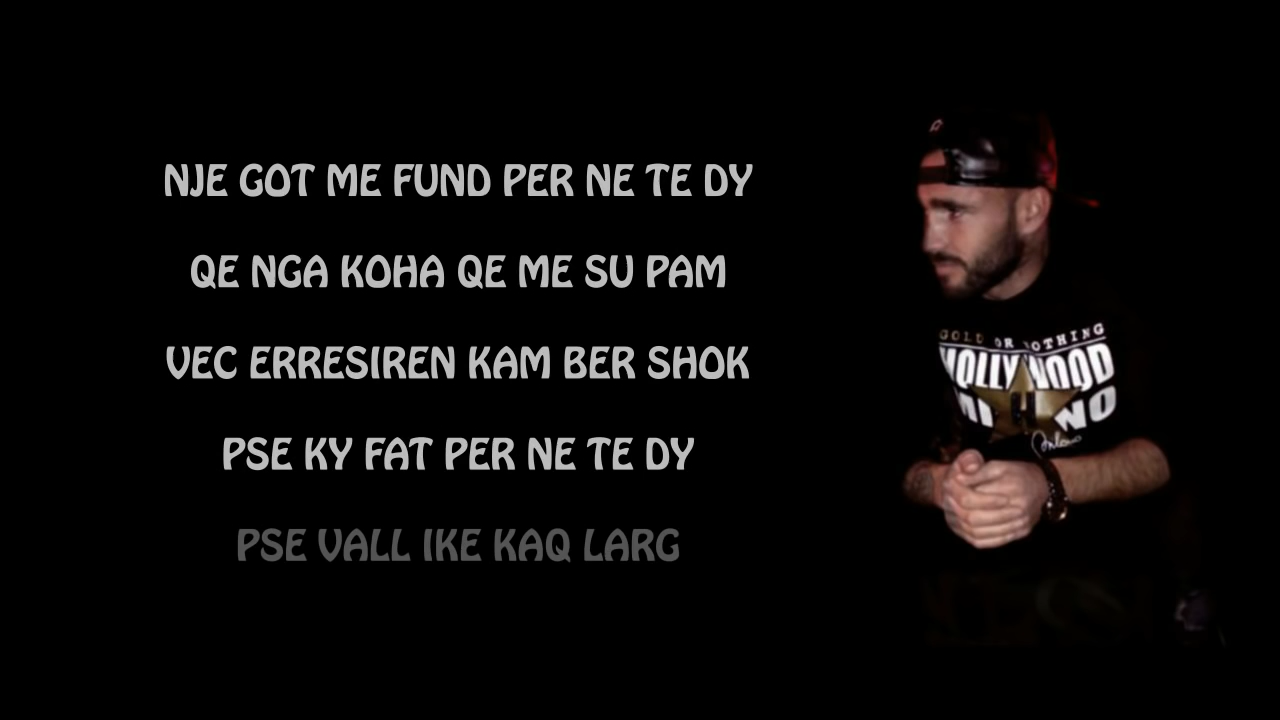 NJE GOT ME FUND PER NE TE DY
QE NGA KOHA QE ME SU PAM
VEC ERRESIREN KAM BER SHOK
PSE KY FAT PER NE TE DY
PSE VALL IKE KAQ LARG
GOLD OR NOTHING
HOLLYWOOD